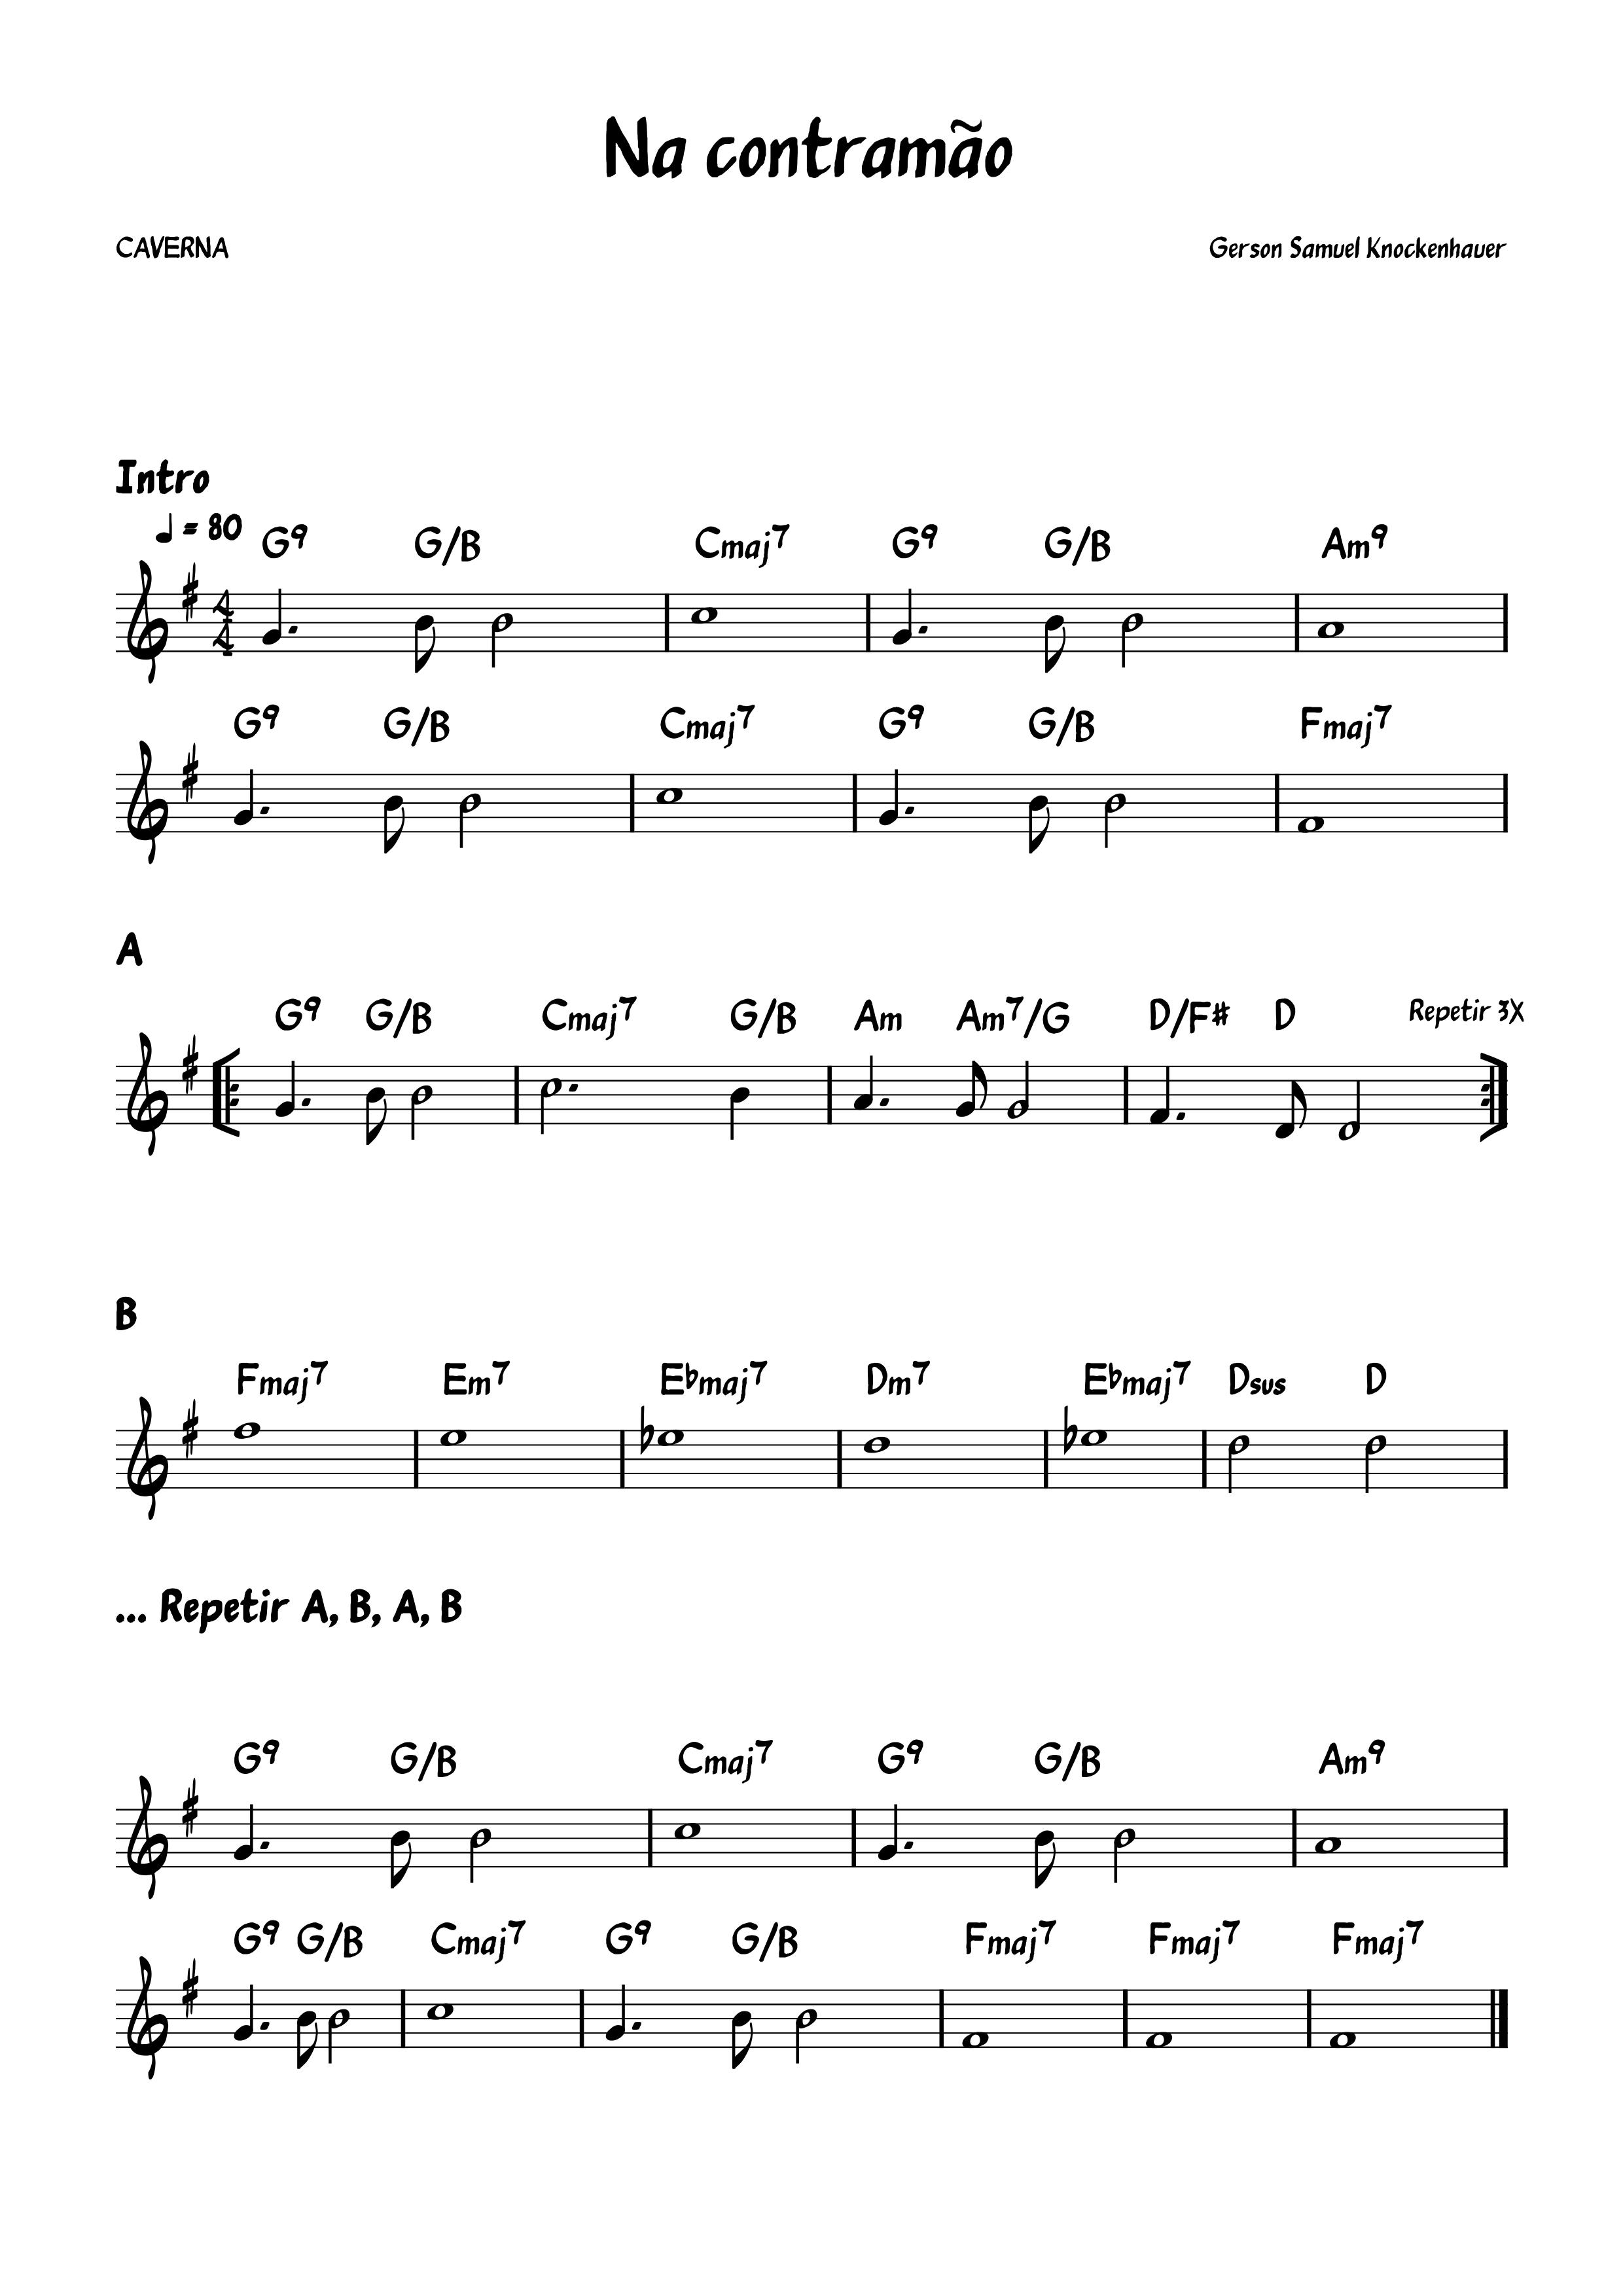 Na contramão
CAVERNA
Gerson Samuel Knockenhauer
Intro
♩ = 80
G9 G/B Cmaj7 G9 G/B Am9
4
4
G9 G/B Cmaj7 G9 G/B Fmaj7
A
G9 G/B Cmaj7 G/B Am Am7/G D/F# D Repetir 3X
B
Fmaj7 Em7 E♭maj7 Dm7 E♭maj7 Dsus D
... Repetir A, B, A, B
G9 G/B Cmaj7 G9 G/B Am9
G9 G/B Cmaj7 G9 G/B Fmaj7 Fmaj7 Fmaj7